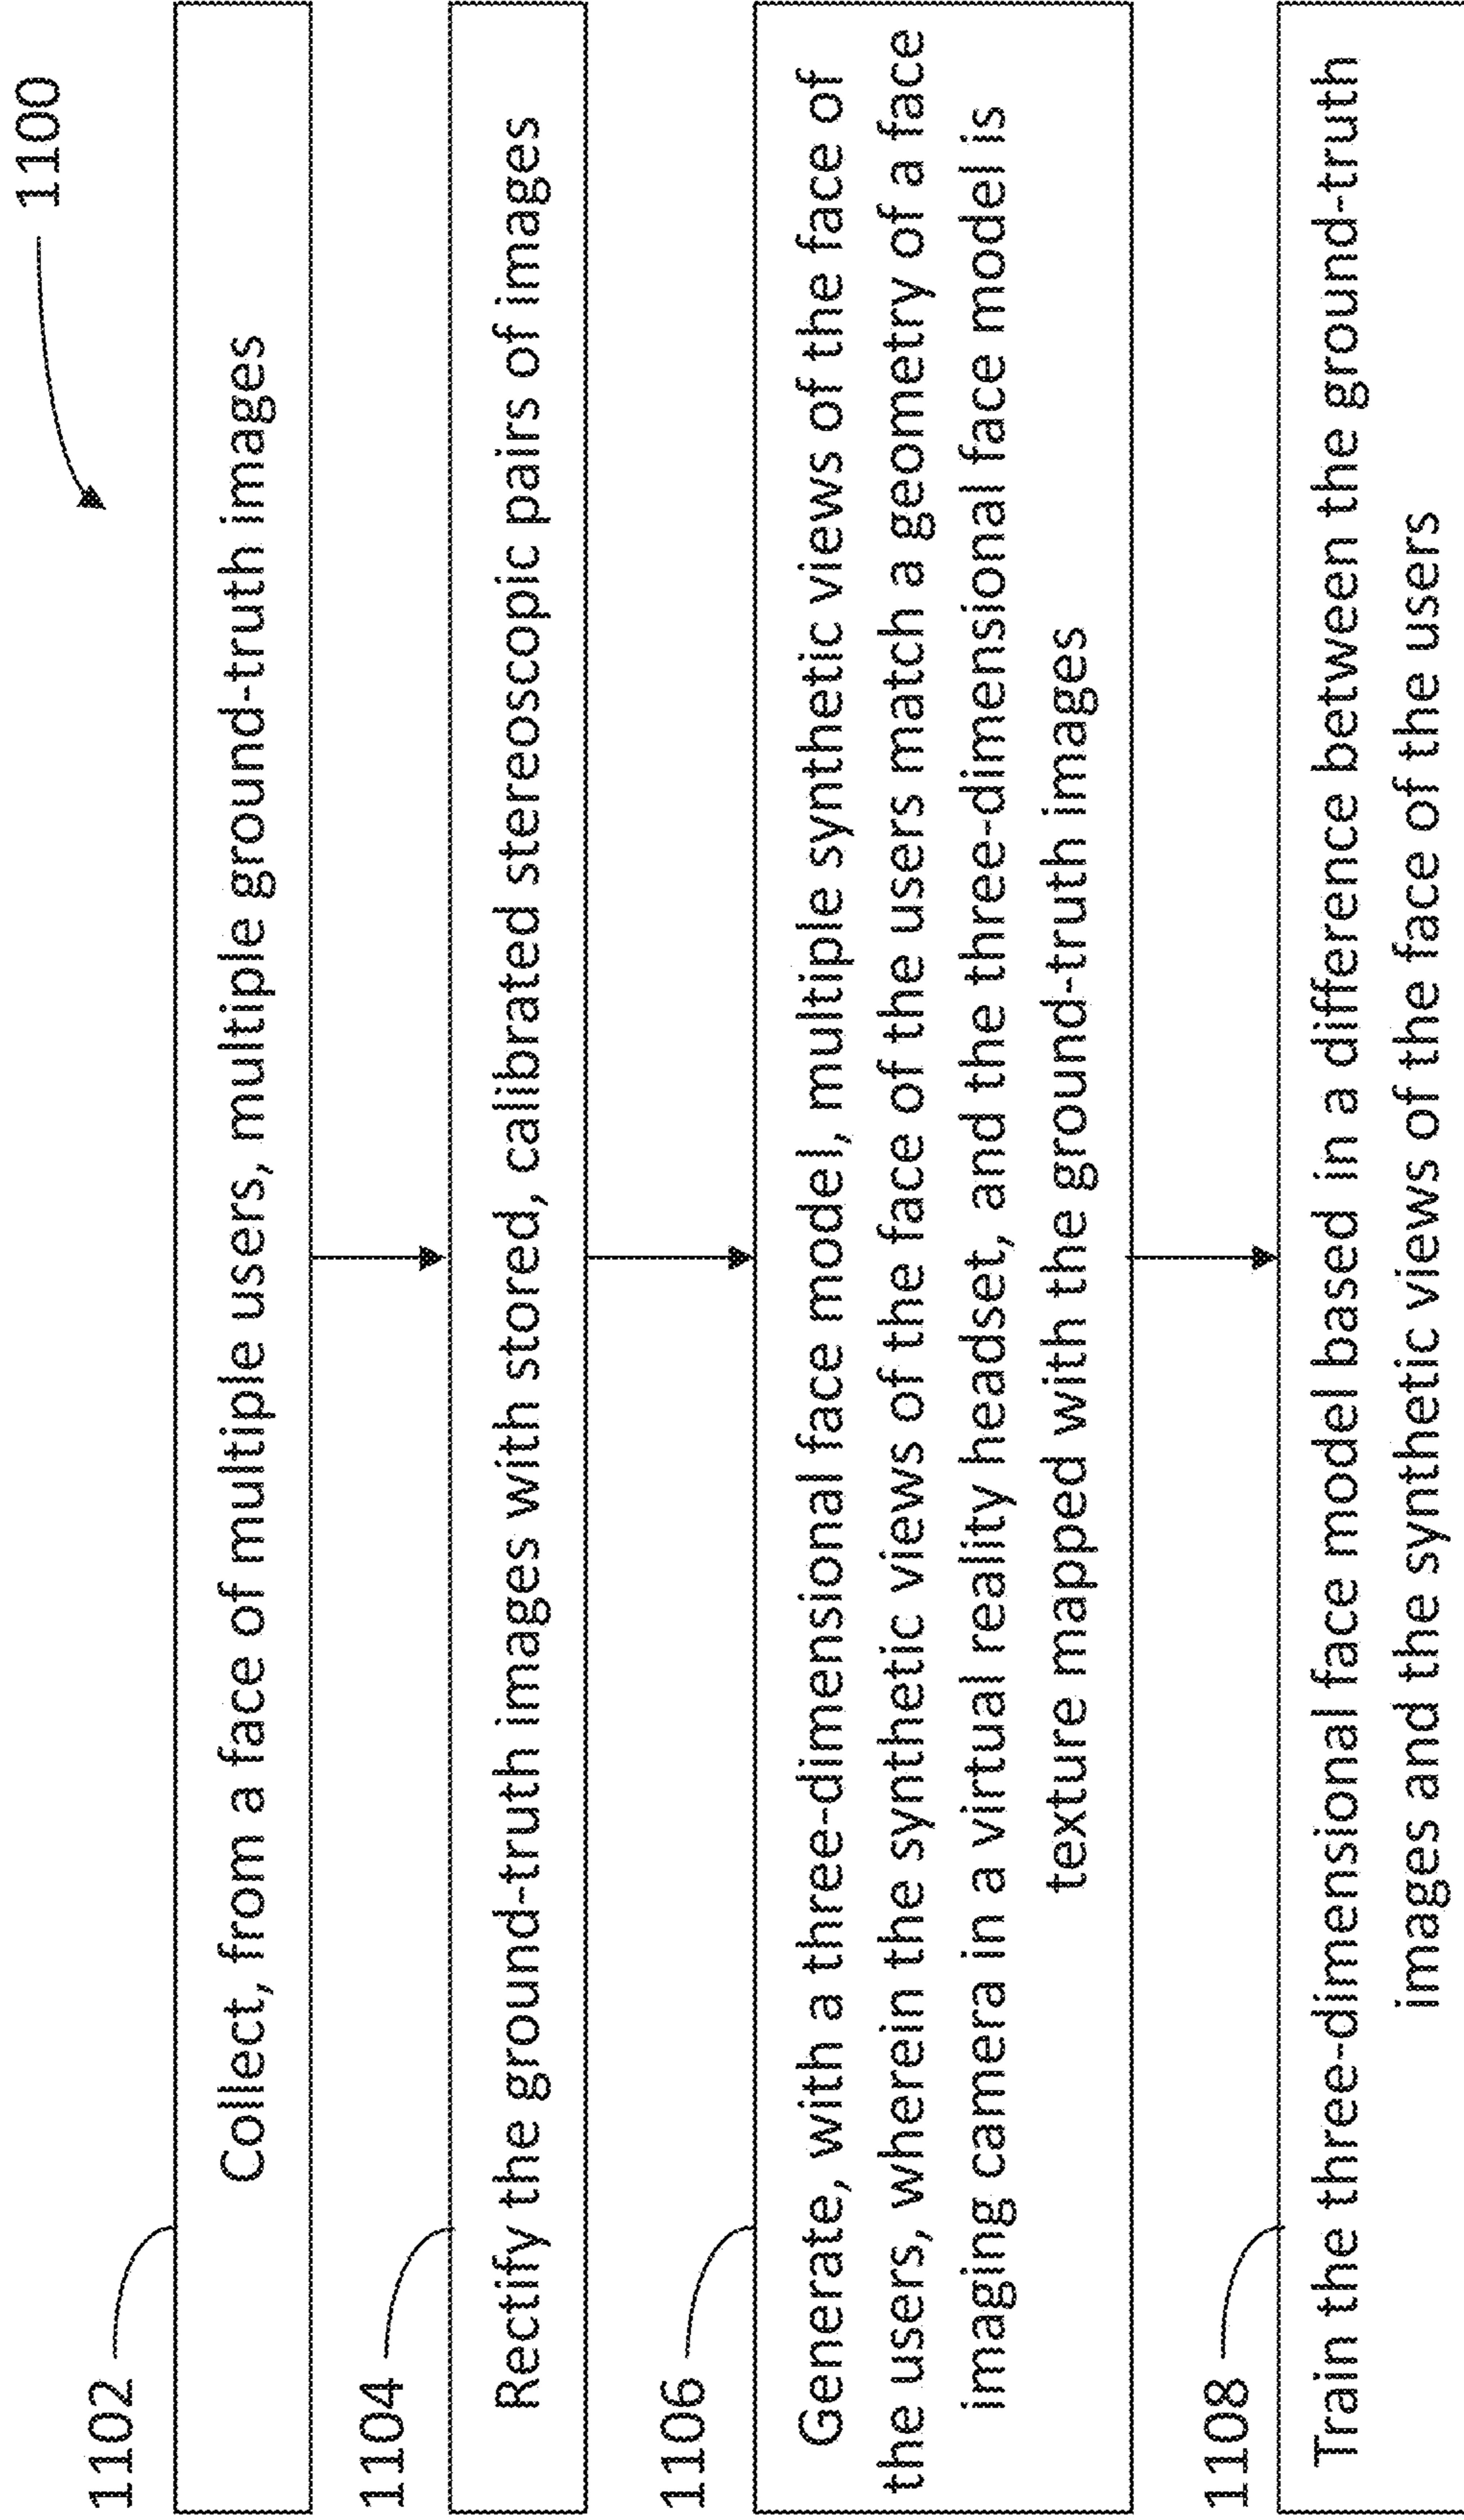 1100
1102
Collect, from a face of multiple users, multiple ground-truth images
1104
Rectify the ground-truth images with stored, calibrated stereoscopic pairs of images
1106
Generate, with a three-dimensional face model, multiple synthetic views of the face of
the users, wherein the synthetic views of the face of the users match a geometry of a face
imaging camera in a virtual reality headset, and the three-dimensional face model is
texture mapped with the ground-truth images
1108
Train the three-dimensional face model based in a difference between the ground-truth
images and the synthetic views of the face of the users